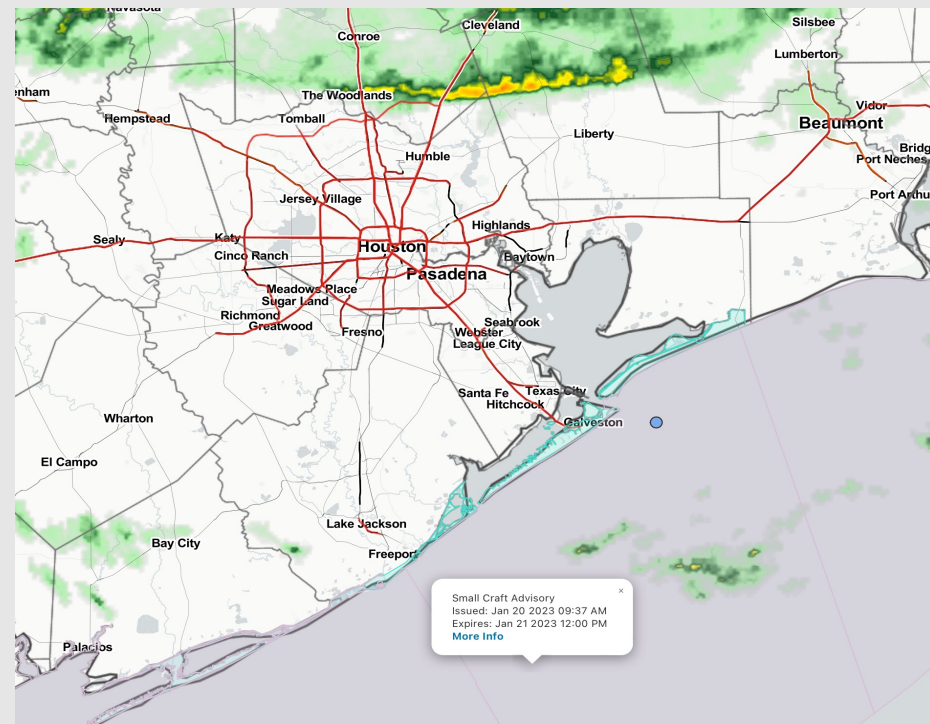 Navasota
Cleveland
Conroe
Silsbee
Lumberton
The Woodlands
enham
Hempstead
Tomball
Vidor
Beaumont
Liberty
Humble
Bridg
Port Neches
Port Arthu
Jersey Village
Highlands
Katy
Sealy
Houston
Cinco Ranch
Baytown
Pasadena
Meadows Place
Sugar Land
Richmond
Greatwood
Fresno
Seabrook
Webster
League City
Santa Fe
Texas City
Hitchcock
Galveston
Wharton
El Campo
Lake Jackson
Bay City
Freeport
Palacios
×
Small Craft Advisory
Issued: Jan 20 2023 09:37 AM
Expires: Jan 21 2023 12:00 PM
More Info